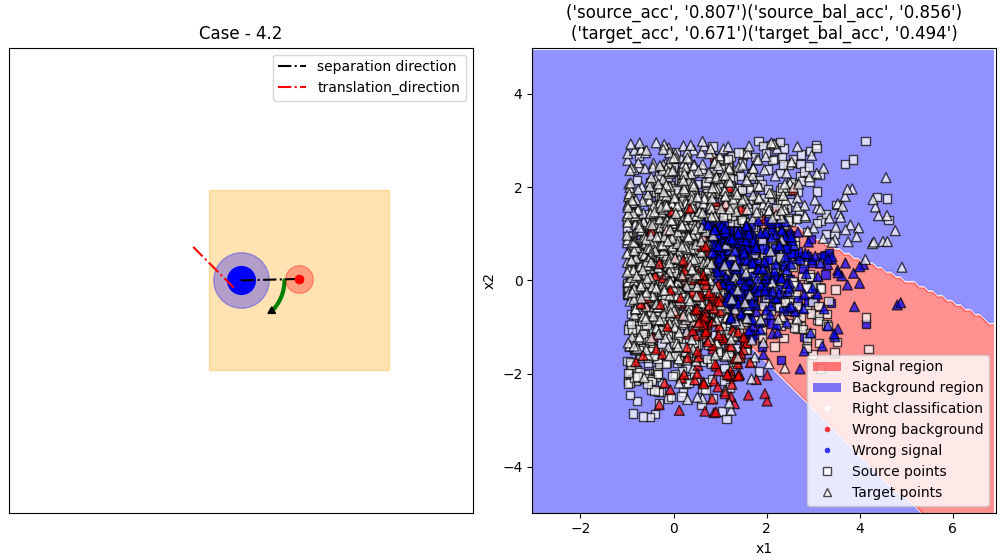 Case - 4.2
separation direction
translation_direction
('source_acc', '0.807')('source_bal_acc', '0.856')
('target_acc', '0.671')('target_bal_acc', '0.494')
4
2
0
−2
−4
x2
Signal region
Background region
Right classification
Wrong background
Wrong signal
Source points
Target points
−2 0 2 4 6
x1